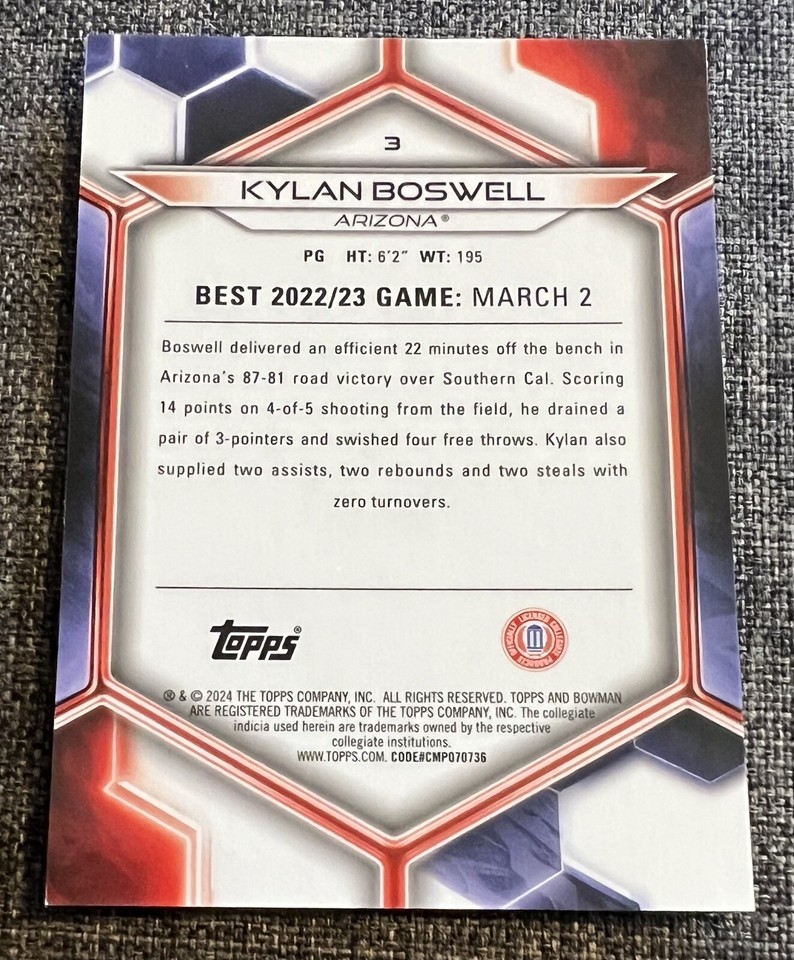 3
KYLAN BOSWELL
ARIZONA®
PG HT: 6'2" WT: 195
BEST 2022/23 GAME: MARCH 2
Boswell delivered an efficient 22 minutes off the bench in
Arizona's 87-81 road victory over Southern Cal. Scoring
14 points on 4-of-5 shooting from the field, he drained a
pair of 3-pointers and swished four free throws. Kylan also
supplied two assists, two rebounds and two steals with
zero turnovers.
topps®
OFFICIALLY LICENSED COLLEGIATE PRODUCTS
® & © 2024 THE TOPPS COMPANY, INC. ALL RIGHTS RESERVED. TOPPS AND BOWMAN
ARE REGISTERED TRADEMARKS OF THE TOPPS COMPANY, INC. The collegiate
indicia used herein are trademarks owned by the respective
collegiate institutions.
WWW.TOPPS.COM. CODE#CMP070736